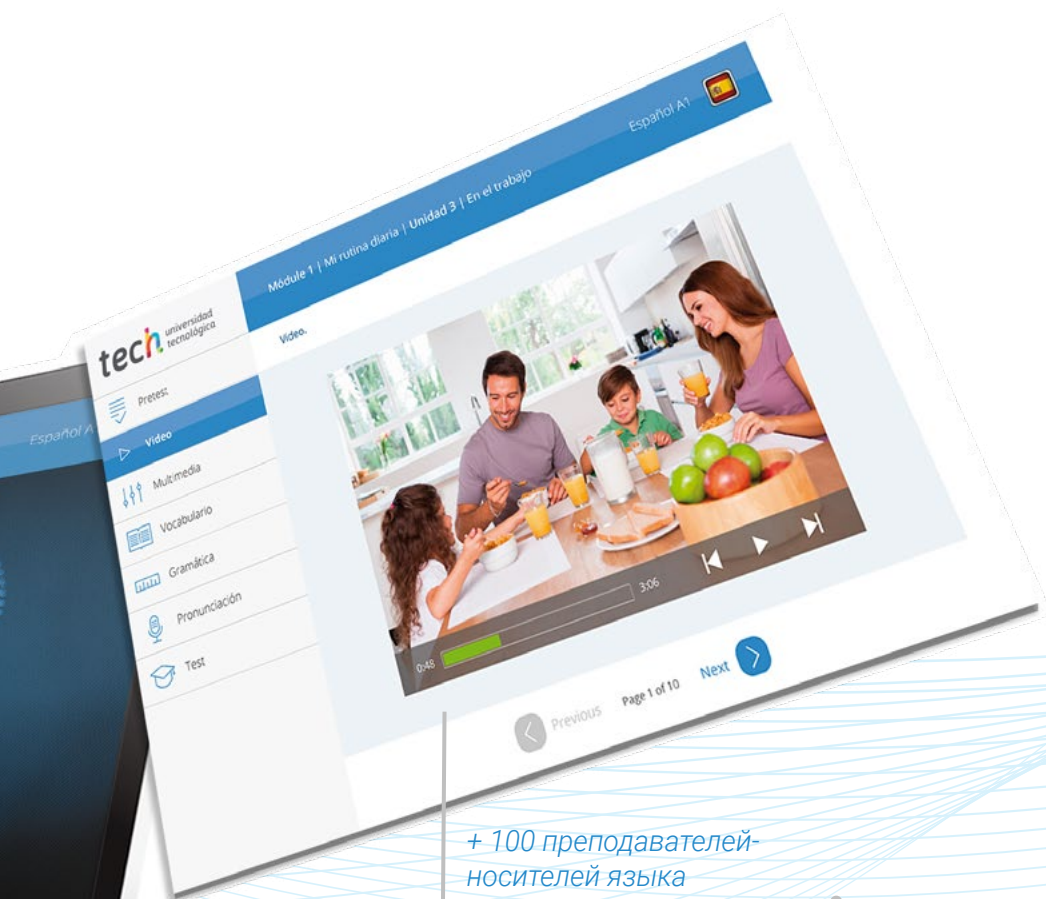 Español A1
Módule 1 | Mi rutina diaria | Unidad 3 | En el trabajo
tech universidad
tecnológica
Video.
Pretest
Video
Multimedia
Vocabulario
Gramática
Pronunciación
Test
Español A
0:48
3:06
Previous
Page 1 of 10
Next
+ 100 преподавателей-
носителей языка